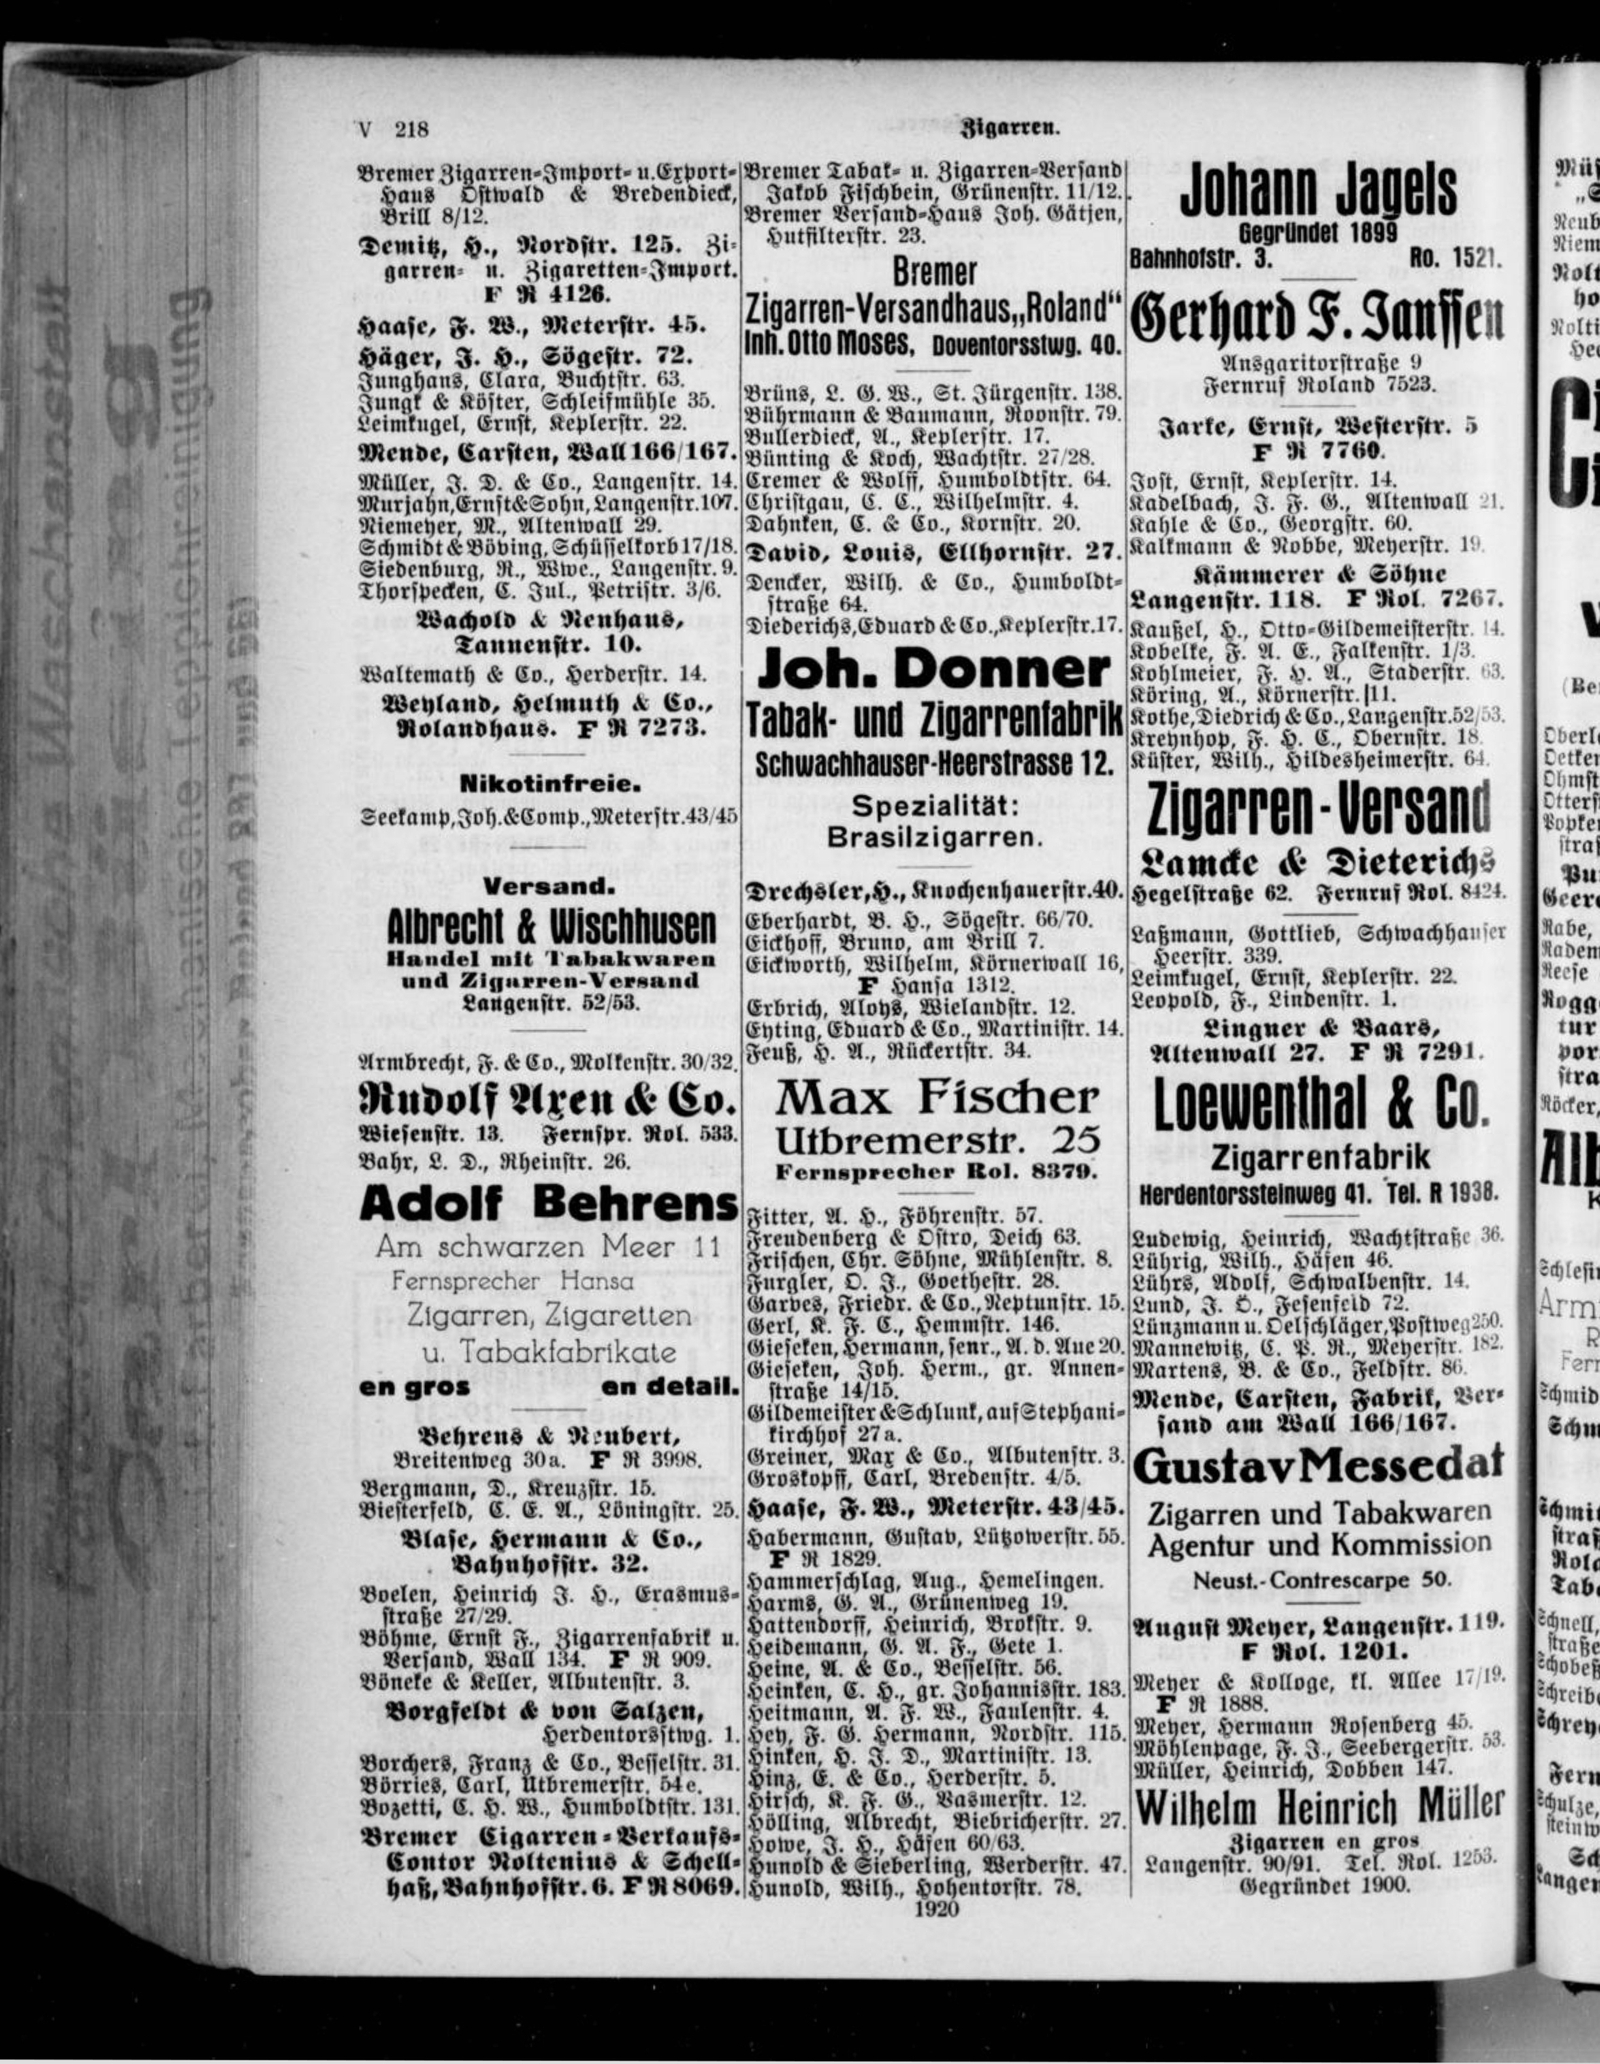 V 218
Zigarren.
Bremer Zigarren-Import- u. Export-
Haus Ostwald & Bredendieck,
Brill 8/12.
Demitz, H., Nordstr. 125. Zi-
garren- u. Zigaretten-Import.
F R 4126.
Haase, F. W., Meterstr. 45.
Häger, J. H., Sögestr. 72.
Junghans, Clara, Buchtstr. 63.
Jungk & Köster, Schleifmühle 35.
Leimkugel, Ernst, Keplerstr. 22.
Mende, Carsten, Wall 166/167.
Müller, J. D. & Co., Langenstr. 14.
Murjahn, Ernst & Sohn, Langenstr. 107.
Niemeyer, M., Altenwall 29.
Schmidt & Böving, Schüsselkorb 17/18.
Siedenburg, R., Wwe., Langenstr. 9.
Thorspecken, C. Jul., Petristr. 3/6.
Wachold & Neuhaus,
Tannenstr. 10.
Waltemath & Co., Herderstr. 14.
Weyland, Helmuth & Co.,
Rolandhaus. F R 7273.
Nikotinfreie.
Seekamp, Joh. & Comp., Meterstr. 43/45
Versand.
Albrecht & Wischhusen
Handel mit Tabakwaren
und Zigarren-Versand
Langenstr. 52/53.
Armbrecht, F. & Co., Molkenstr. 30/32.
Rudolf Axen & Co.
Wiesenstr. 13. Fernspr. Rol. 533.
Bahr, L. D., Rheinstr. 26.
Adolf Behrens
Am schwarzen Meer 11
Fernsprecher Hansa
Zigarren, Zigaretten
u. Tabakfabrikate
en gros en detail.
Behrens & Neubert,
Breitenweg 30a. F R 3998.
Bergmann, D., Kreuzstr. 15.
Biesterfeld, C. E. A., Löningstr. 25.
Blase, Hermann & Co.,
Bahnhofstr. 32.
Boelen, Heinrich J. H., Erasmus-
straße 27/29.
Böhme, Ernst F., Zigarrenfabrik u.
Versand, Wall 134. F R 909.
Böneke & Keller, Albutenstr. 3.
Borgfeldt & von Salzen,
Herdentorsstwg. 1.
Borchers, Franz & Co., Besselstr. 31.
Börries, Carl, Utbremerstr. 54e.
Bozetti, C. H. W., Humboldtstr. 131.
Bremer Cigarren-Verkaufs-
Contor Noltenius & Schell-
haß, Bahnhofstr. 6. F R 8069.
Bremer Tabak- u. Zigarren-Versand
Jakob Fischbein, Grünenstr. 11/12.
Bremer Versand-Haus Joh. Gätjen,
Hutfilterstr. 23.
Bremer
Zigarren-Versandhaus „Roland“
Inh. Otto Moses, Doventorsstwg. 40.
Brüns, L. G. W., St. Jürgenstr. 138.
Bührmann & Baumann, Roonstr. 79.
Bullerdieck, A., Keplerstr. 17.
Bünting & Koch, Wachtstr. 27/28.
Cremer & Wolff, Humboldtstr. 64.
Christgau, C. C., Wilhelmstr. 4.
Dahnken, C. & Co., Kornstr. 20.
David, Louis, Ellhornstr. 27.
Dencker, Wilh. & Co., Humboldt-
straße 64.
Diederichs, Eduard & Co., Keplerstr. 17.
Joh. Donner
Tabak- und Zigarrenfabrik
Schwachhauser-Heerstrasse 12.
Spezialität:
Brasilzigarren.
Drechsler, H., Knochenhauerstr. 40.
Eberhardt, B. H., Sögestr. 66/70.
Eickhoff, Bruno, am Brill 7.
Eickworth, Wilhelm, Körnerwall 16,
F Hansa 1312.
Erbrich, Aloys, Wielandstr. 12.
Eyting, Eduard & Co., Martinistr. 14.
Feuß, H. A., Rückertstr. 34.
Max Fischer
Utbremerstr. 25
Fernsprecher Rol. 8379.
Fitter, A. H., Föhrenstr. 57.
Freudenberg & Ostro, Deich 63.
Frischen, Chr. Söhne, Mühlenstr. 8.
Furgler, O. J., Goethestr. 28.
Garbes, Friedr. & Co., Neptunstr. 15.
Gerl, K. F. C., Hemmstr. 146.
Gieseken, Hermann, senr., A. d. Aue 20.
Gieseken, Joh. Herm., gr. Annen-
straße 14/15.
Gildemeister & Schlunk, auf Stephani-
kirchhof 27a.
Greiner, Max & Co., Albutenstr. 3.
Groskopff, Carl, Bredenstr. 4/5.
Haase, F. W., Meterstr. 43/45.
Habermann, Gustav, Lützowerstr. 55.
F R 1829.
Hammerschlag, Aug., Hemelingen.
Harms, G. A., Grünenweg 19.
Hattendorff, Heinrich, Brokstr. 9.
Heidemann, G. A. F., Gete 1.
Heine, A. & Co., Besselstr. 56.
Heinken, C. H., gr. Johannisstr. 183.
Heitmann, A. F. W., Faulenstr. 4.
Hey, F. G. Hermann, Nordstr. 115.
Hinken, H. J. D., Martinistr. 13.
Hinz, E. & Co., Herderstr. 5.
Hirsch, K. F. G., Vasmerstr. 12.
Hölling, Albrecht, Biebricherstr. 27.
Howe, J. H., Häfen 60/63.
Hunold & Sieberling, Werderstr. 47.
Hunold, Wilh., Hohentorstr. 78.
1920
Johann Jagels
Gegründet 1899
Bahnhofstr. 3. Ro. 1521.
Gerhard F. Janssen
Ansgaritorstraße 9
Fernruf Roland 7523.
Jarke, Ernst, Westerstr. 5
F R 7760.
Jost, Ernst, Keplerstr. 14.
Kadelbach, J. F. G., Altenwall 21.
Kahle & Co., Georgstr. 60.
Kalkmann & Robbe, Meyerstr. 19.
Kämmerer & Söhne
Langenstr. 118. F Rol. 7267.
Kaußel, H., Otto-Gildemeisterstr. 14.
Kobelke, F. A. E., Falkenstr. 1/3.
Kohlmeier, F. H. A., Staderstr. 63.
Köring, A., Körnerstr. 11.
Kothe, Diedrich & Co., Langenstr. 52/53.
Kreynhop, F. H. C., Obernstr. 18.
Küster, Wilh., Hildesheimerstr. 64.
Zigarren-Versand
Lamcke & Dieterichs
Hegelstraße 62. Fernruf Rol. 8424.
Laßmann, Gottlieb, Schwachhauser
Heerstr. 339.
Leimkugel, Ernst, Keplerstr. 22.
Leopold, F., Lindenstr. 1.
Lingner & Baars,
Altenwall 27. F R 7291.
Loewenthal & Co.
Zigarrenfabrik
Herdentorssteinweg 41. Tel. R 1938.
Ludewig, Heinrich, Wachtstraße 36.
Lührig, Wilh., Häfen 46.
Lührs, Adolf, Schwalbenstr. 14.
Lund, J. O., Fesenfeld 72.
Lünzmann u. Oelschläger, Postweg 250.
Mannewitz, C. P. R., Meyerstr. 182.
Martens, B. & Co., Feldstr. 86.
Mende, Carsten, Fabrik, Ver-
sand am Wall 166/167.
Gustav Messedat
Zigarren und Tabakwaren
Agentur und Kommission
Neust.-Contrescarpe 50.
August Meyer, Langenstr. 119.
F Rol. 1201.
Meyer & Kolloge, kl. Allee 17/19.
F R 1888.
Meyer, Hermann Rosenberg 45.
Möhlenpage, F. J., Seebergerstr. 53.
Müller, Heinrich, Dobben 147.
Wilhelm Heinrich Müller
Zigarren en gros
Langenstr. 90/91. Tel. Rol. 1253.
Gegründet 1900.